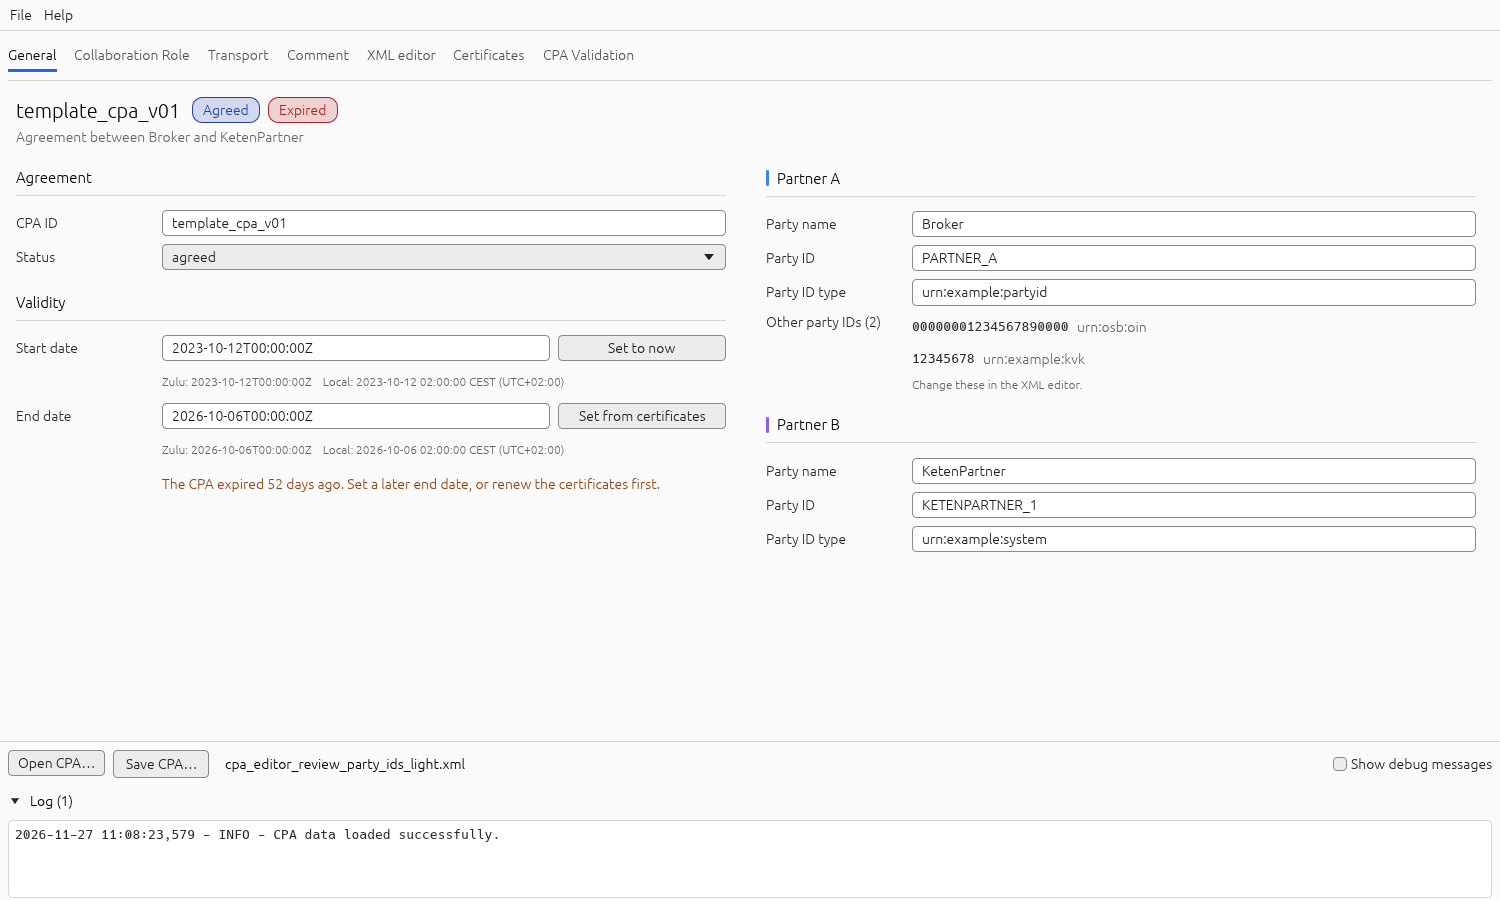 File Help
General Collaboration Role Transport Comment XML editor Certificates CPA Validation
template_cpa_v01 Agreed Expired
Agreement between Broker and KetenPartner
Agreement
CPA ID template_cpa_v01
Status agreed
Validity
Start date 2023-10-12T00:00:00Z Set to now
Zulu: 2023-10-12T00:00:00Z Local: 2023-10-12 02:00:00 CEST (UTC+02:00)
End date 2026-10-06T00:00:00Z Set from certificates
Zulu: 2026-10-06T00:00:00Z Local: 2026-10-06 02:00:00 CEST (UTC+02:00)
The CPA expired 52 days ago. Set a later end date, or renew the certificates first.
Partner A
Party name Broker
Party ID PARTNER_A
Party ID type urn:example:partyid
Other party IDs (2) 00000001234567890000 urn:osb:oin
12345678 urn:example:kvk
Change these in the XML editor.
Partner B
Party name KetenPartner
Party ID KETENPARTNER_1
Party ID type urn:example:system
Open CPA... Save CPA... cpa_editor_review_party_ids_light.xml Show debug messages
Log (1)
2026-11-27 11:08:23,579 - INFO - CPA data loaded successfully.